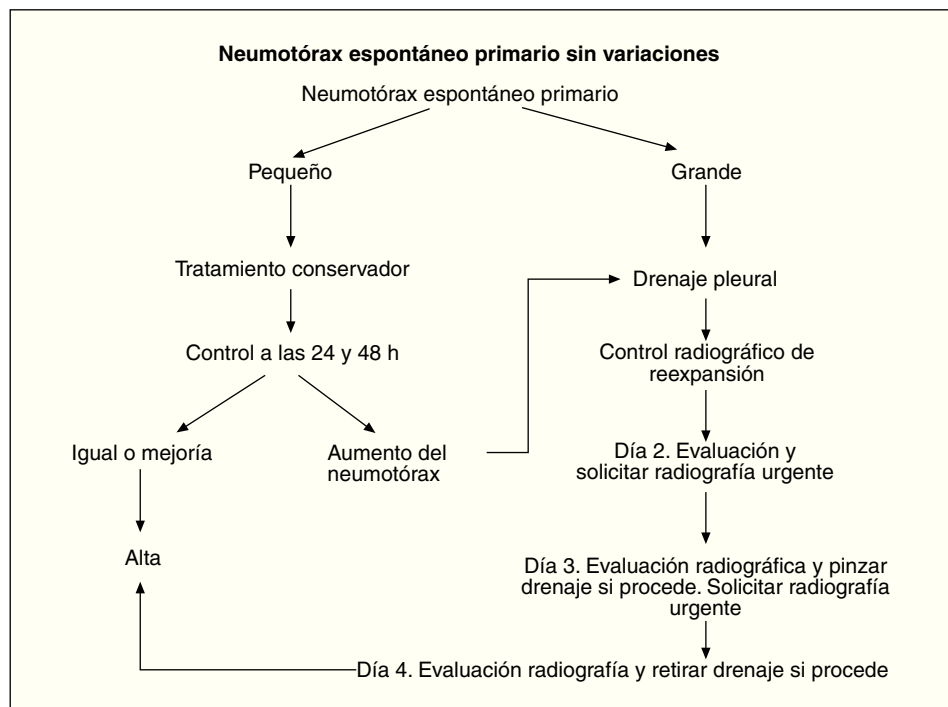 Neumotórax espontáneo primario sin variaciones
Neumotórax espontáneo primario
Pequeño
Grande
Tratamiento conservador
Drenaje pleural
Control a las 24 y 48 h
Control radiográfico de
reexpansión
Igual o mejoría
Aumento del
neumotórax
Día 2. Evaluación y
solicitar radiografía urgente
Alta
Día 3. Evaluación radiográfica y pinzar
drenaje si procede. Solicitar radiografía
urgente
Día 4. Evaluación radiografía y retirar drenaje si procede